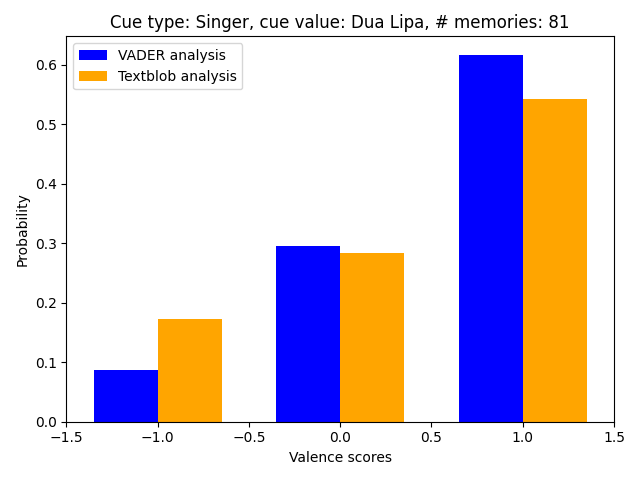 Cue type: Singer, cue value: Dua Lipa, # memories: 81
VADER analysis
Textblob analysis
0.6
0.5
0.4
0.3
0.2
0.1
0.0
Probability
−1.5 −1.0 −0.5 0.0 0.5 1.0 1.5
Valence scores